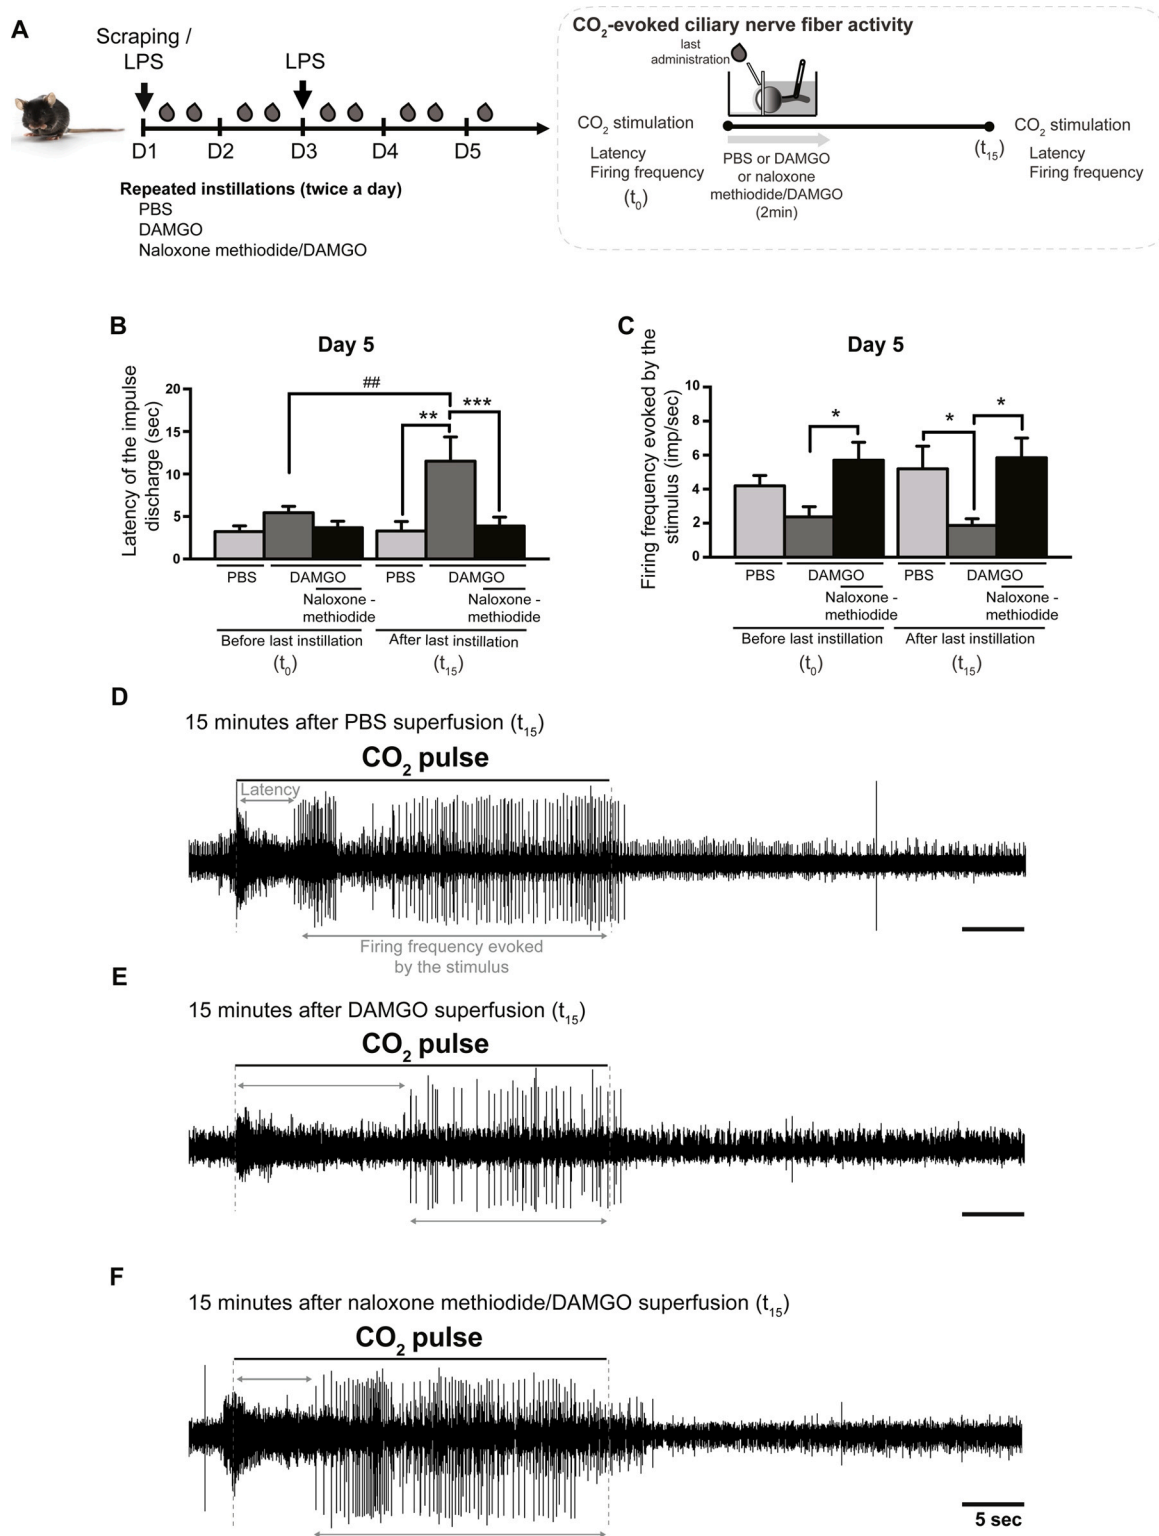 A
Scraping /
LPS
LPS
D1 D2 D3 D4 D5
Repeated instillations (twice a day)
PBS
DAMGO
Naloxone methiodide/DAMGO
CO2-evoked ciliary nerve fiber activity
last
administration
CO2 stimulation
Latency
Firing frequency
(t0)
PBS or DAMGO
or naloxone
methiodide/DAMGO
(2min)
(t15)
CO2 stimulation
Latency
Firing frequency
B
Day 5
Latency of the impulse
discharge (sec)
20
15
10
5
0
##
**
***
PBS DAMGO PBS DAMGO
Naloxone - Naloxone -
methiodide methiodide
Before last instillation After last instillation
(t0) (t15)
C
Day 5
Firing frequency evoked by the
stimulus (imp/sec)
10
8
6
4
2
0
*
*
*
PBS DAMGO PBS DAMGO
Naloxone - Naloxone -
methiodide methiodide
Before last instillation After last instillation
(t0) (t15)
D
15 minutes after PBS superfusion (t15)
CO2 pulse
Latency
Firing frequency evoked
by the stimulus
E
15 minutes after DAMGO superfusion (t15)
CO2 pulse
F
15 minutes after naloxone methiodide/DAMGO superfusion (t15)
CO2 pulse
5 sec